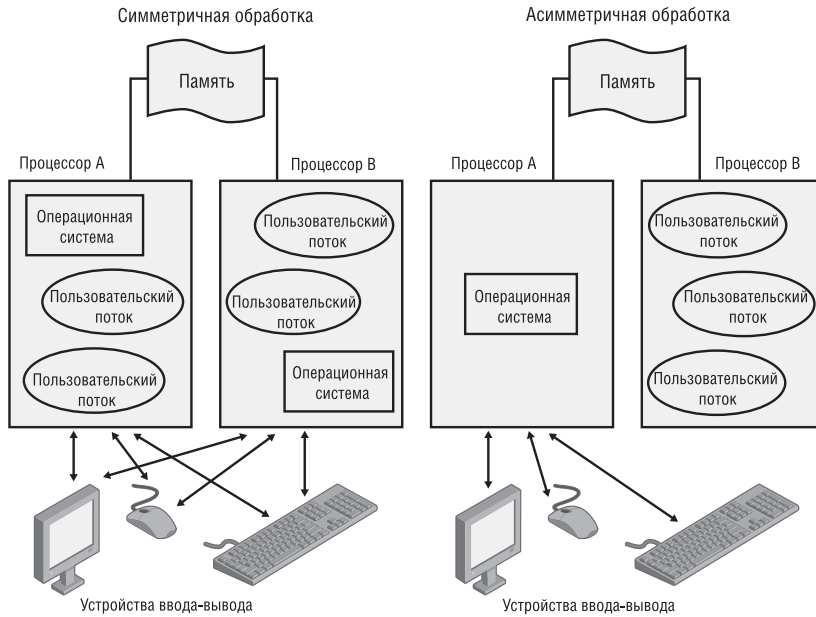 Симметричная обработка
Память
Процессор A
Процессор B
Операционная
система
Пользовательский
поток
Пользовательский
поток
Пользовательский
поток
Пользовательский
поток
Операционная
система
Устройства ввода-вывода
Асимметричная обработка
Память
Процессор A
Процессор B
Операционная
система
Пользовательский
поток
Пользовательский
поток
Пользовательский
поток
Устройства ввода-вывода